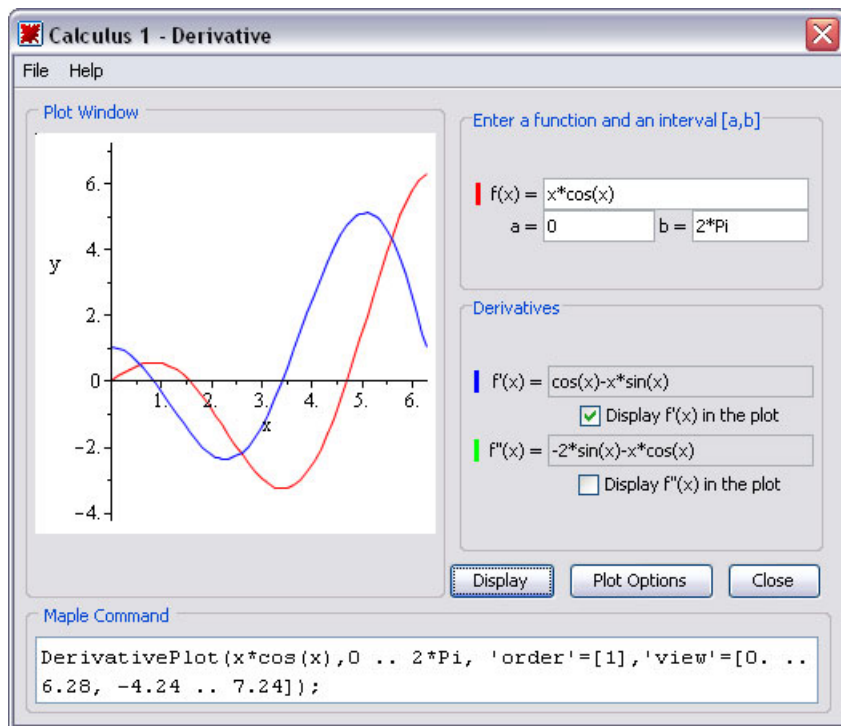 Calculus 1 - Derivative
File Help
Plot Window
6.
4.
y
2.
0
1. 2. 3. 4. 5. 6.
x
-2.
-4.
Enter a function and an interval [a,b]
f(x) = x*cos(x)
a = 0 b = 2*Pi
Derivatives
f'(x) = cos(x)-x*sin(x)
Display f'(x) in the plot
f''(x) = -2*sin(x)-x*cos(x)
Display f''(x) in the plot
Display Plot Options Close
Maple Command
DerivativePlot(x*cos(x),0 .. 2*Pi, 'order'=[1],'view'=[0. ..
6.28, -4.24 .. 7.24]);